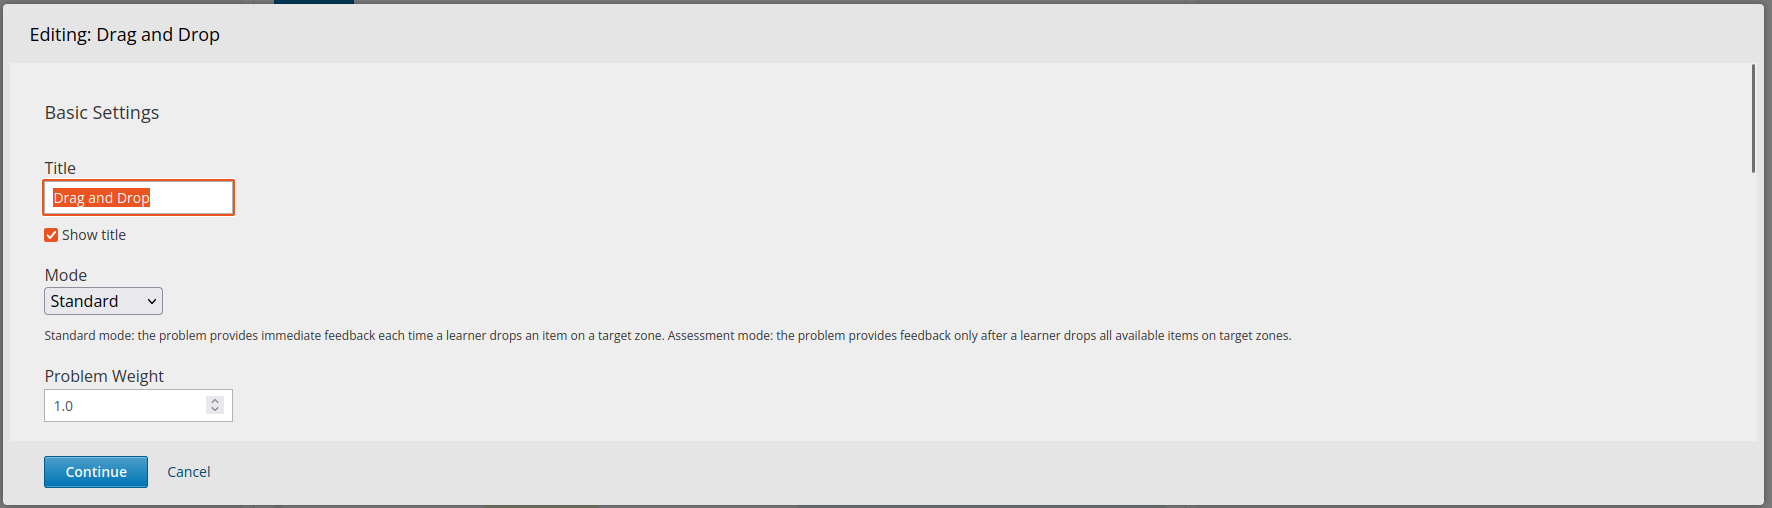 Editing: Drag and Drop
Basic Settings
Title
Drag and Drop
Show title
Mode
Standard
Standard mode: the problem provides immediate feedback each time a learner drops an item on a target zone. Assessment mode: the problem provides feedback only after a learner drops all available items on target zones.
Problem Weight
1.0
Continue Cancel